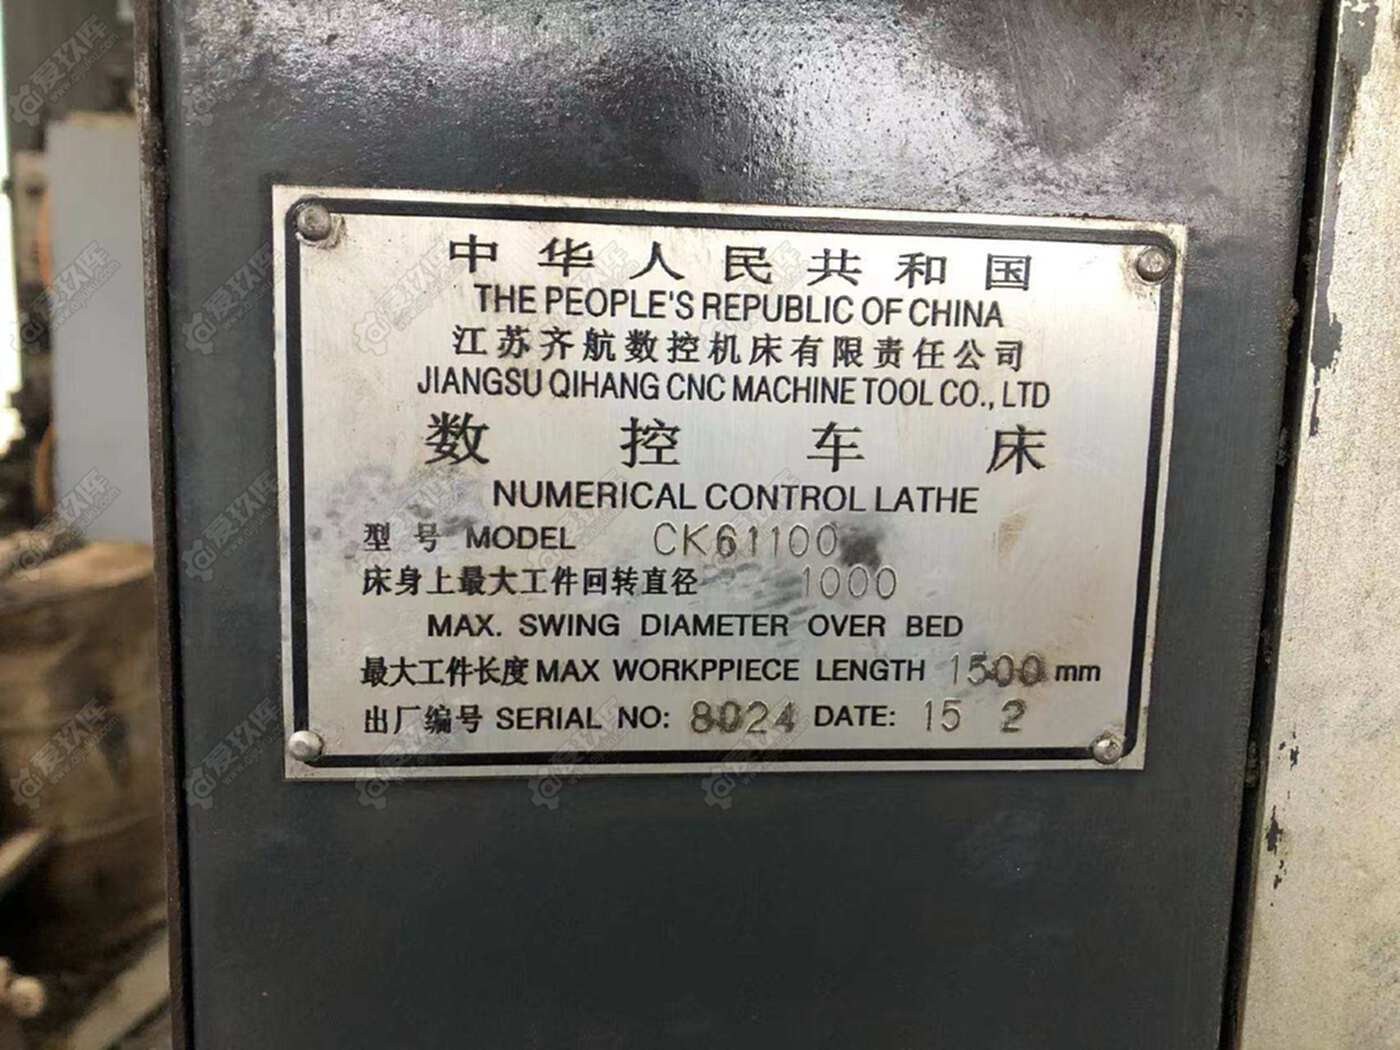 中华人民共和国
THE PEOPLE'S REPUBLIC OF CHINA
江苏齐航数控机床有限责任公司
JIANGSU QIHANG CNC MACHINE TOOL CO., LTD
数控车床
NUMERICAL CONTROL LATHE
型号 MODEL CK61100
床身上最大工件回转直径 1000
MAX. SWING DIAMETER OVER BED
最大工件长度 MAX WORKPPIECE LENGTH 1500 mm
出厂编号 SERIAL NO: 8024 DATE: 15 2